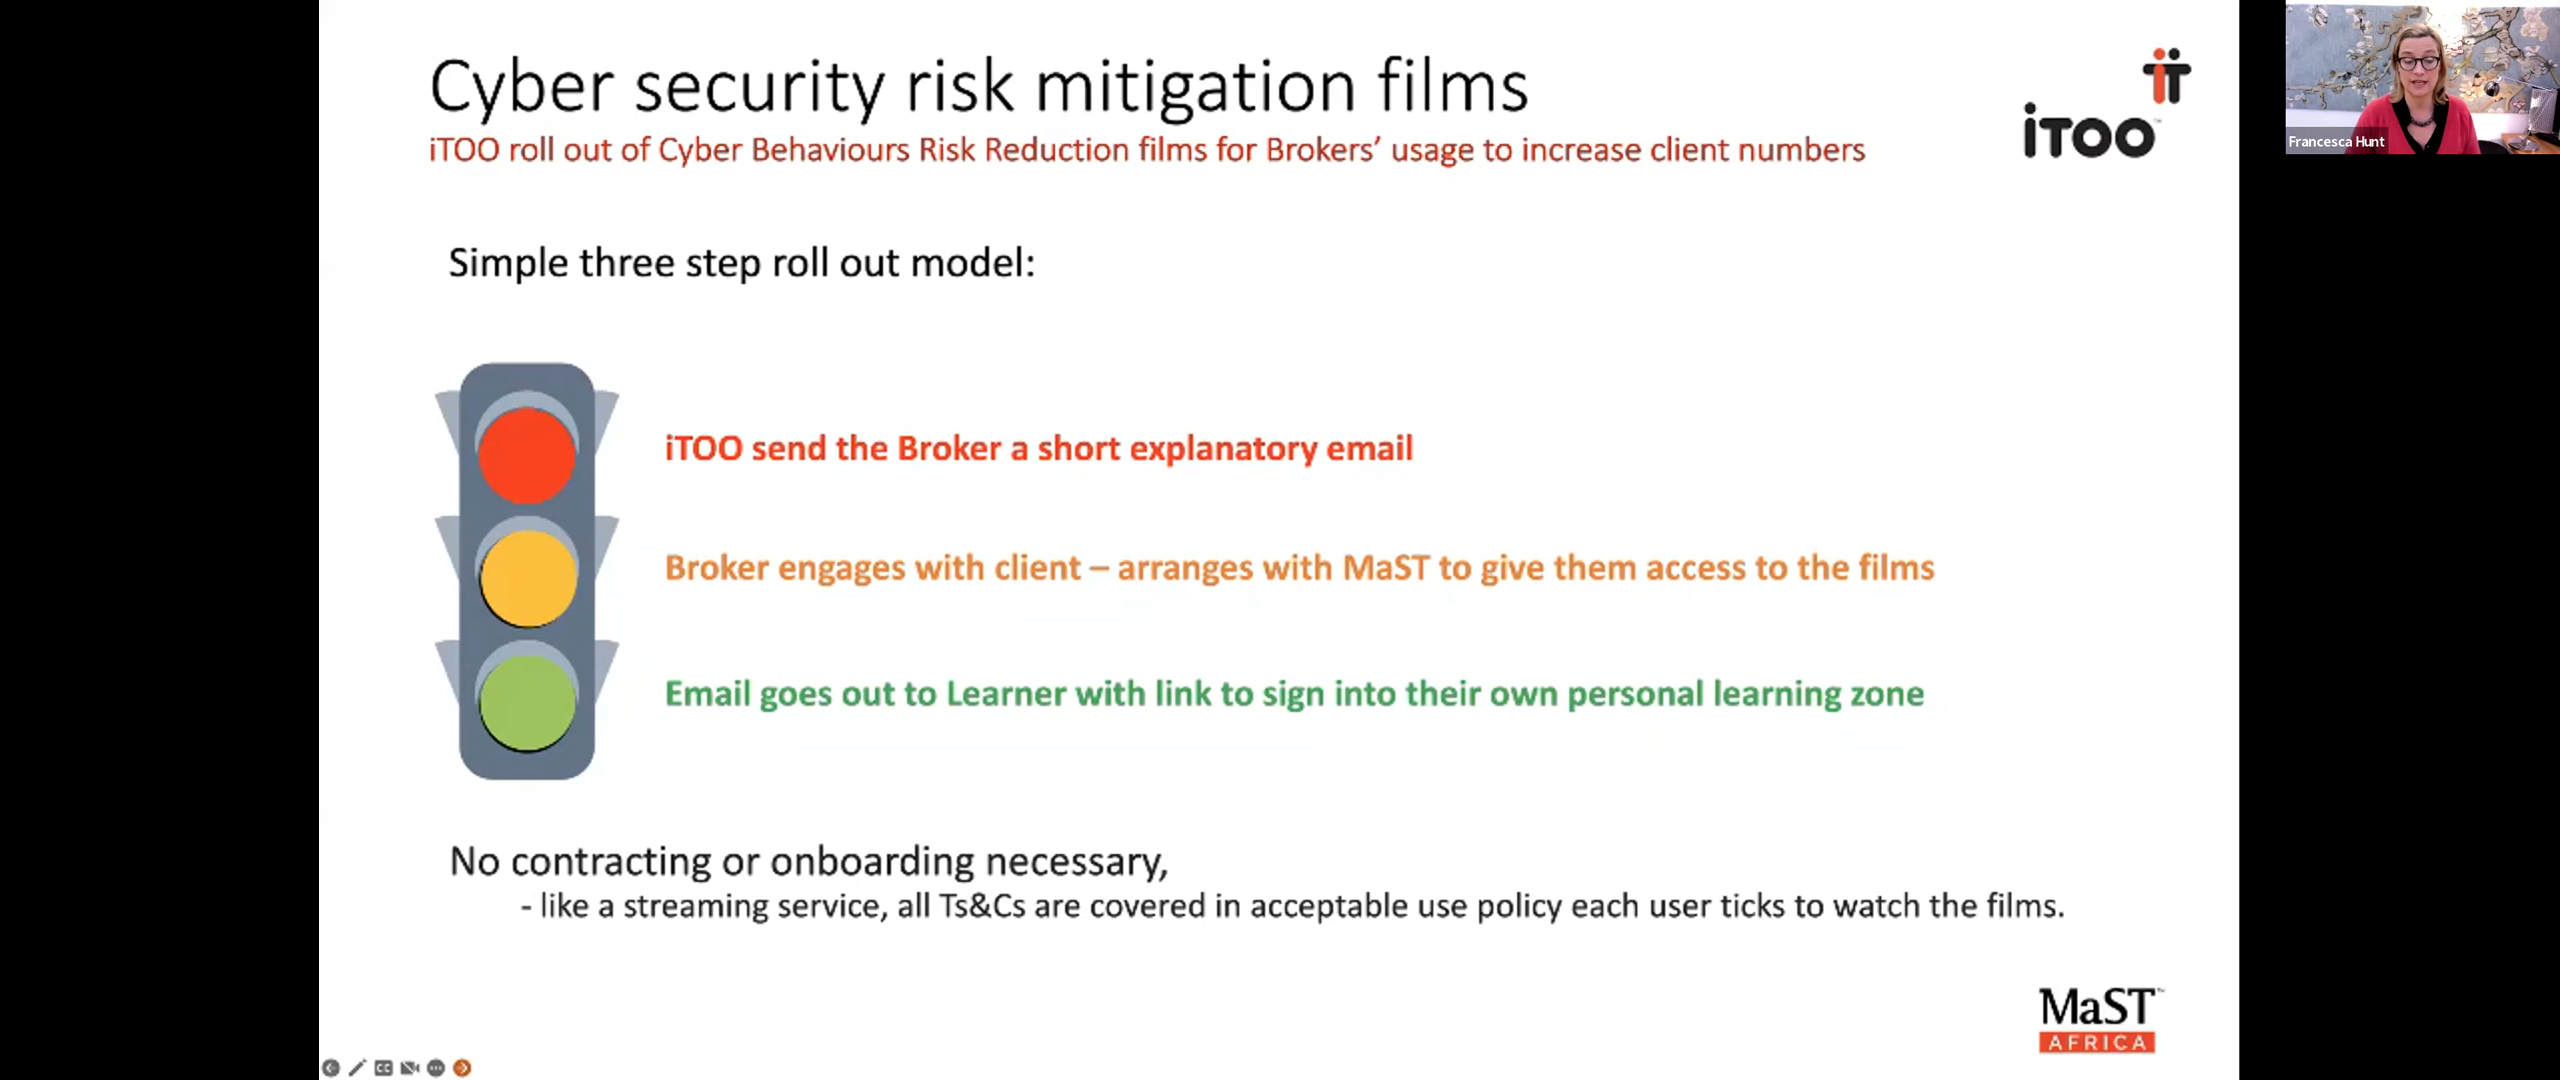 Cyber security risk mitigation films
iTOO roll out of Cyber Behaviours Risk Reduction films for Brokers’ usage to increase client numbers
iT
iTOO™
Francesca Hunt
Simple three step roll out model:
iTOO send the Broker a short explanatory email
Broker engages with client – arranges with MaST to give them access to the films
Email goes out to Learner with link to sign into their own personal learning zone
No contracting or onboarding necessary,
- like a streaming service, all Ts&Cs are covered in acceptable use policy each user ticks to watch the films.
MaST™
AFRICA
CC